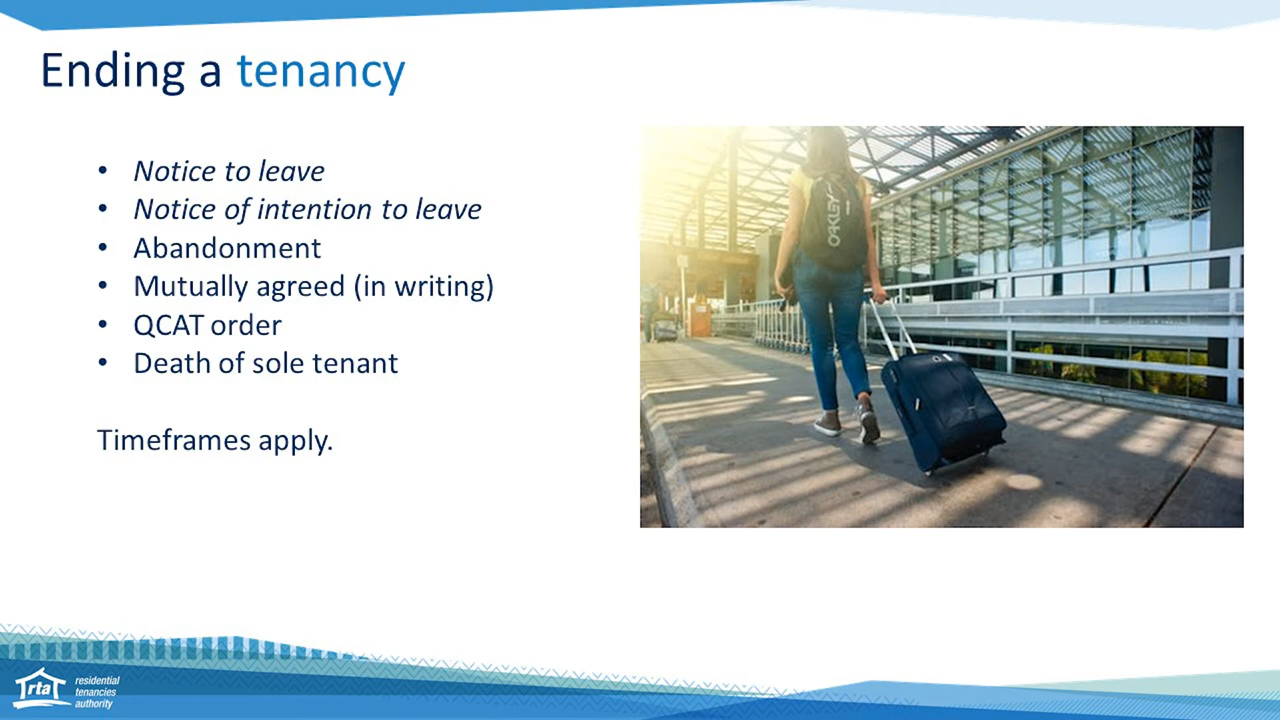 Ending a tenancy
• Notice to leave
• Notice of intention to leave
• Abandonment
• Mutually agreed (in writing)
• QCAT order
• Death of sole tenant
Timeframes apply.
OAKLEY
rta
residential
tenancies
authority